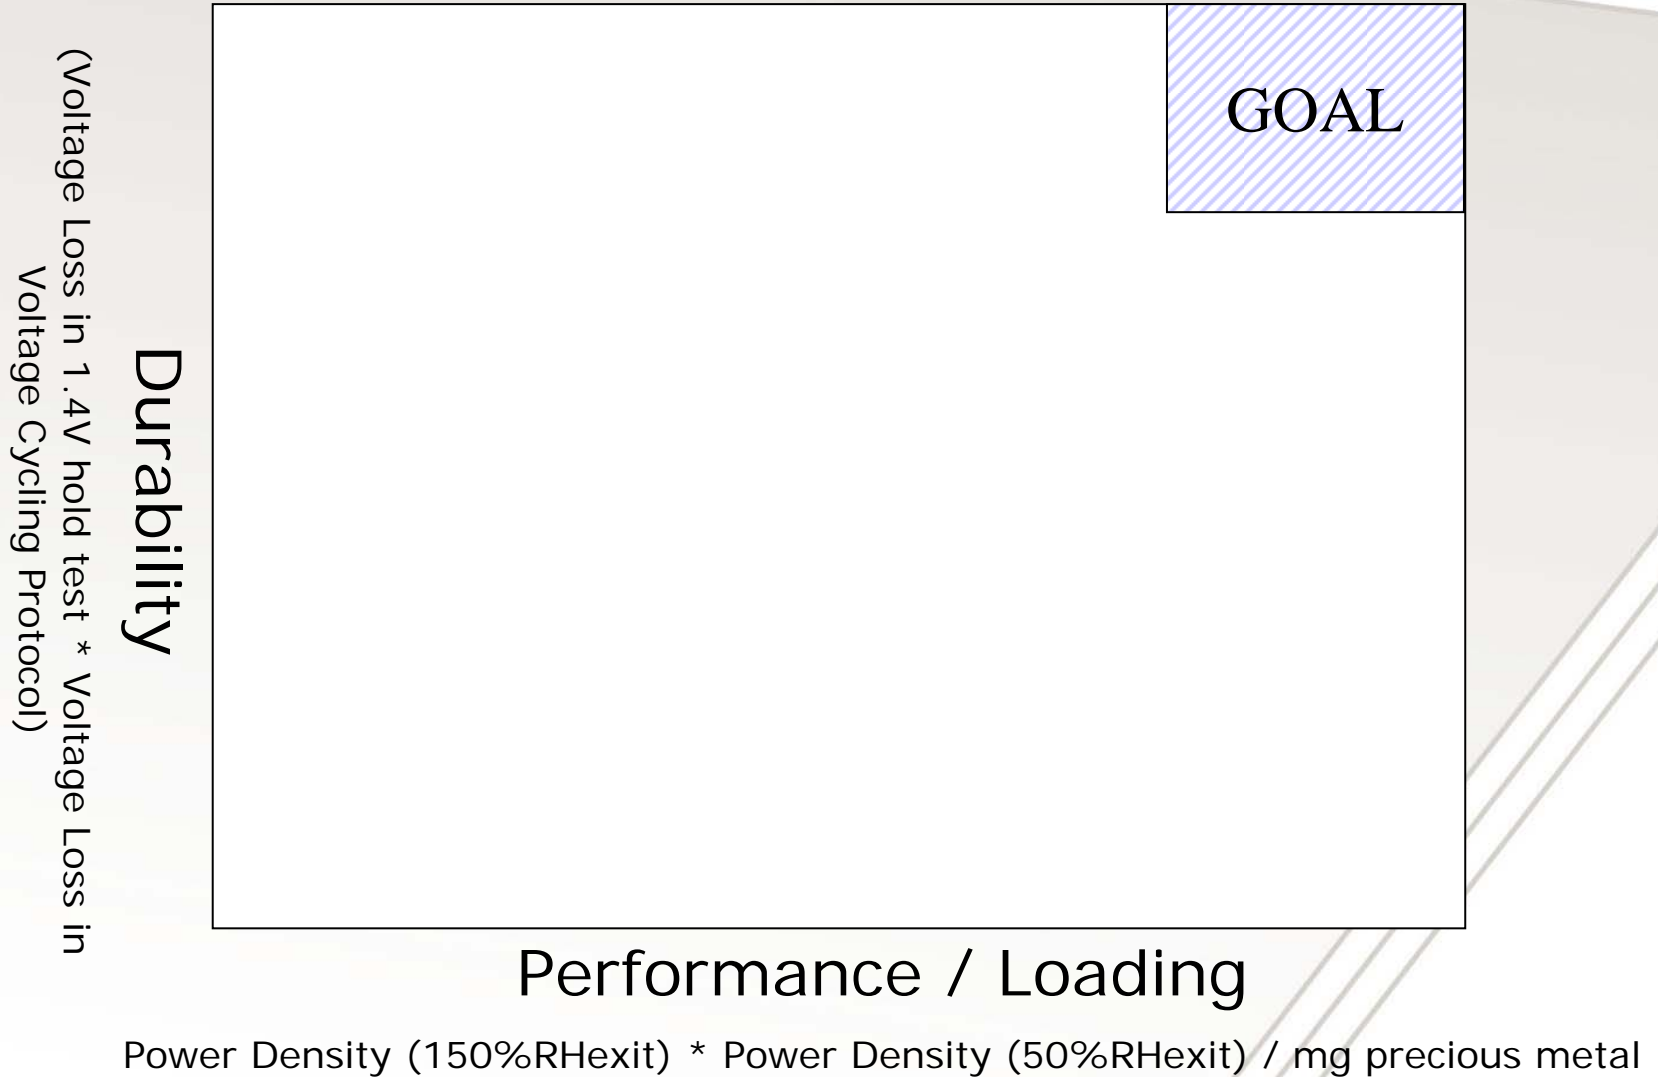 GOAL
Durability
(Voltage Loss in 1.4V hold test * Voltage Loss in
Voltage Cycling Protocol)
Performance / Loading
Power Density (150%RHexit) * Power Density (50%RHexit) / mg precious metal